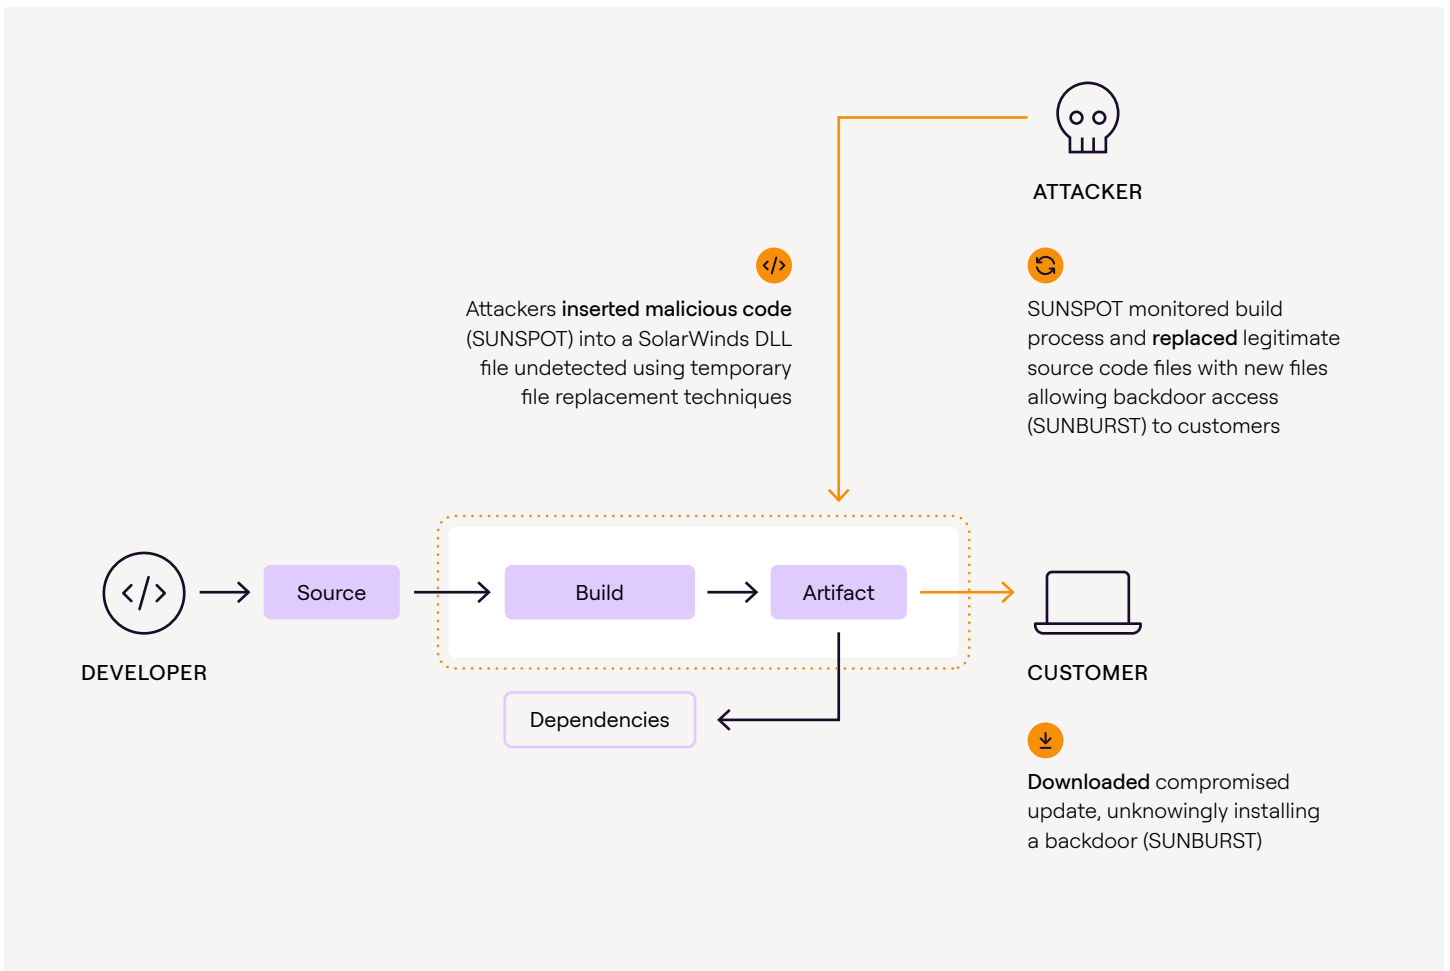 ATTACKER
Attackers inserted malicious code
(SUNSPOT) into a SolarWinds DLL
file undetected using temporary
file replacement techniques
SUNSPOT monitored build
process and replaced legitimate
source code files with new files
allowing backdoor access
(SUNBURST) to customers
Source
Build
Artifact
DEVELOPER
CUSTOMER
Dependencies
Downloaded compromised
update, unknowingly installing
a backdoor (SUNBURST)